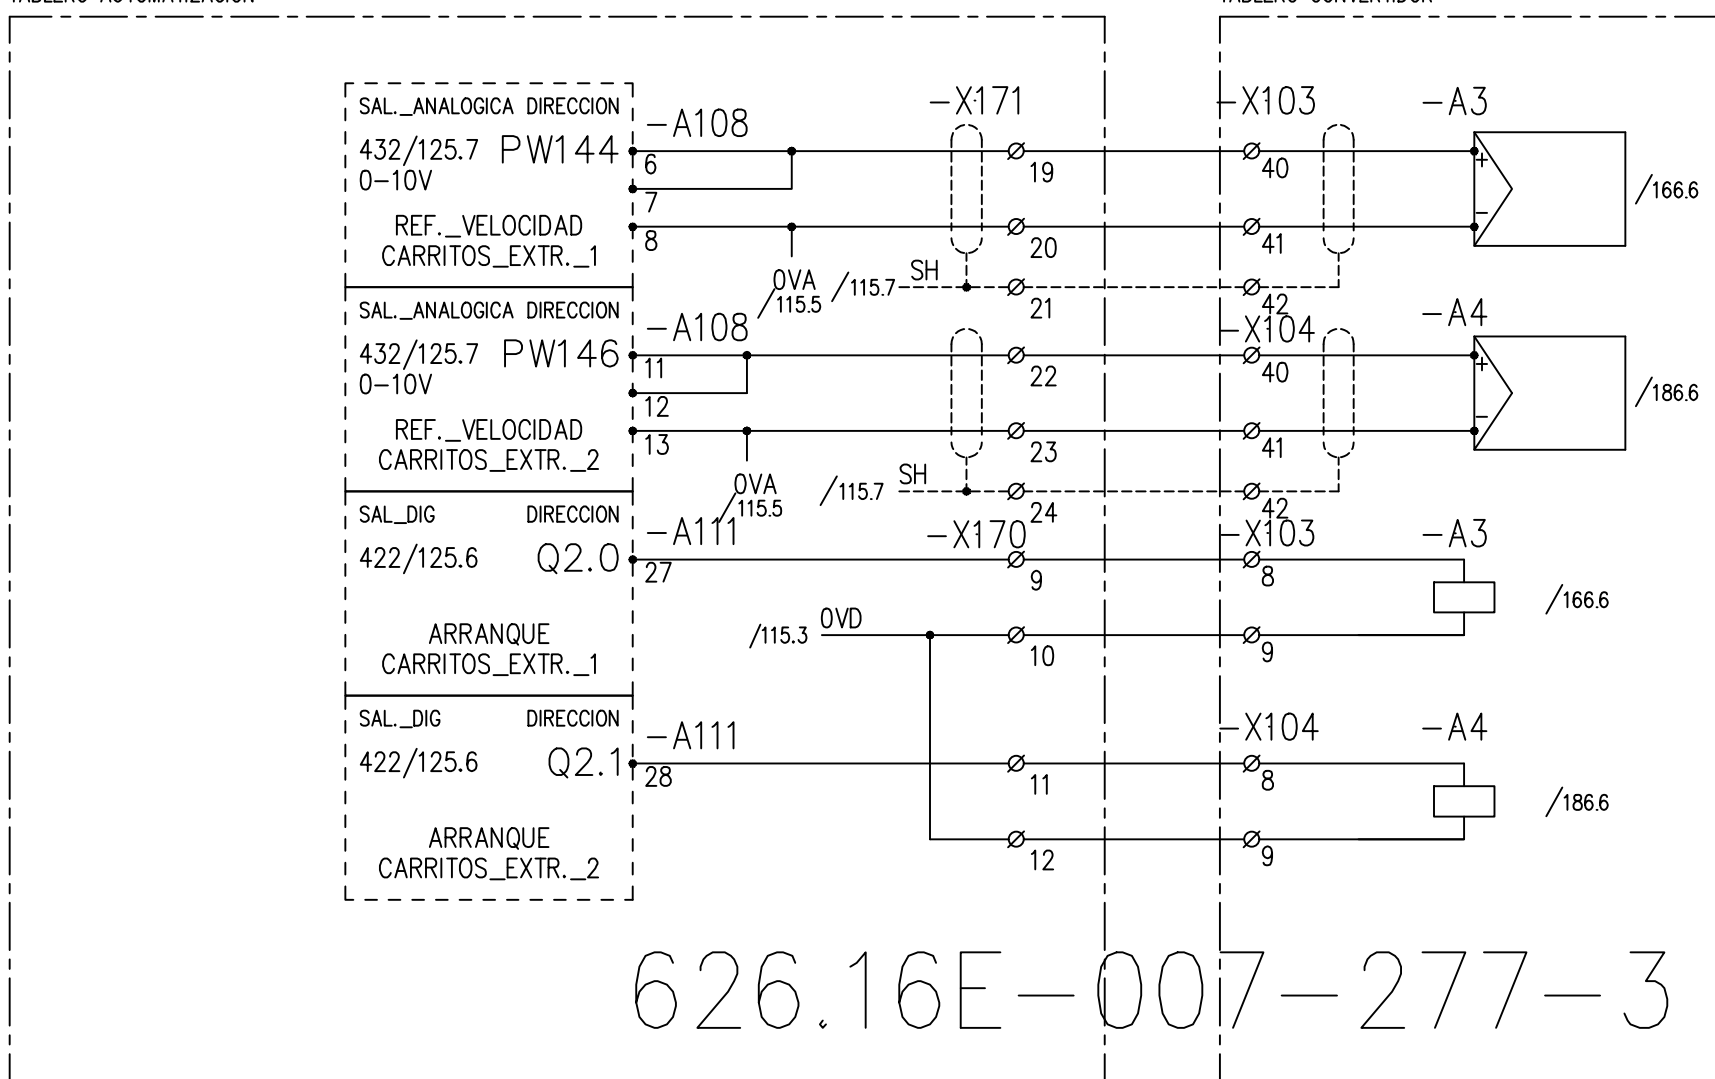 TABLERO AUTOMATIZACION
TABLERO CONVERTIDOR
SAL._ANALOGICA DIRECCION
432/125.7 PW144
0-10V
REF._VELOCIDAD
CARRITOS_EXTR._1
-A108
6
7
8
0VA
/115.5
/115.7 SH
-X171
19
20
21
-X103
40
41
42
-A3
+
-
/166.6
SAL._ANALOGICA DIRECCION
432/125.7 PW146
0-10V
REF._VELOCIDAD
CARRITOS_EXTR._2
-A108
11
12
13
0VA
/115.5
/115.7 SH
22
23
24
-X104
40
41
42
-A4
+
-
/186.6
SAL_DIG DIRECCION
422/125.6 Q2.0
ARRANQUE
CARRITOS_EXTR._1
-A111
27
/115.3 0VD
-X170
9
10
-X103
8
9
-A3
/166.6
SAL._DIG DIRECCION
422/125.6 Q2.1
ARRANQUE
CARRITOS_EXTR._2
-A111
28
11
12
-X104
8
9
-A4
/186.6
626.16E-007-277-3